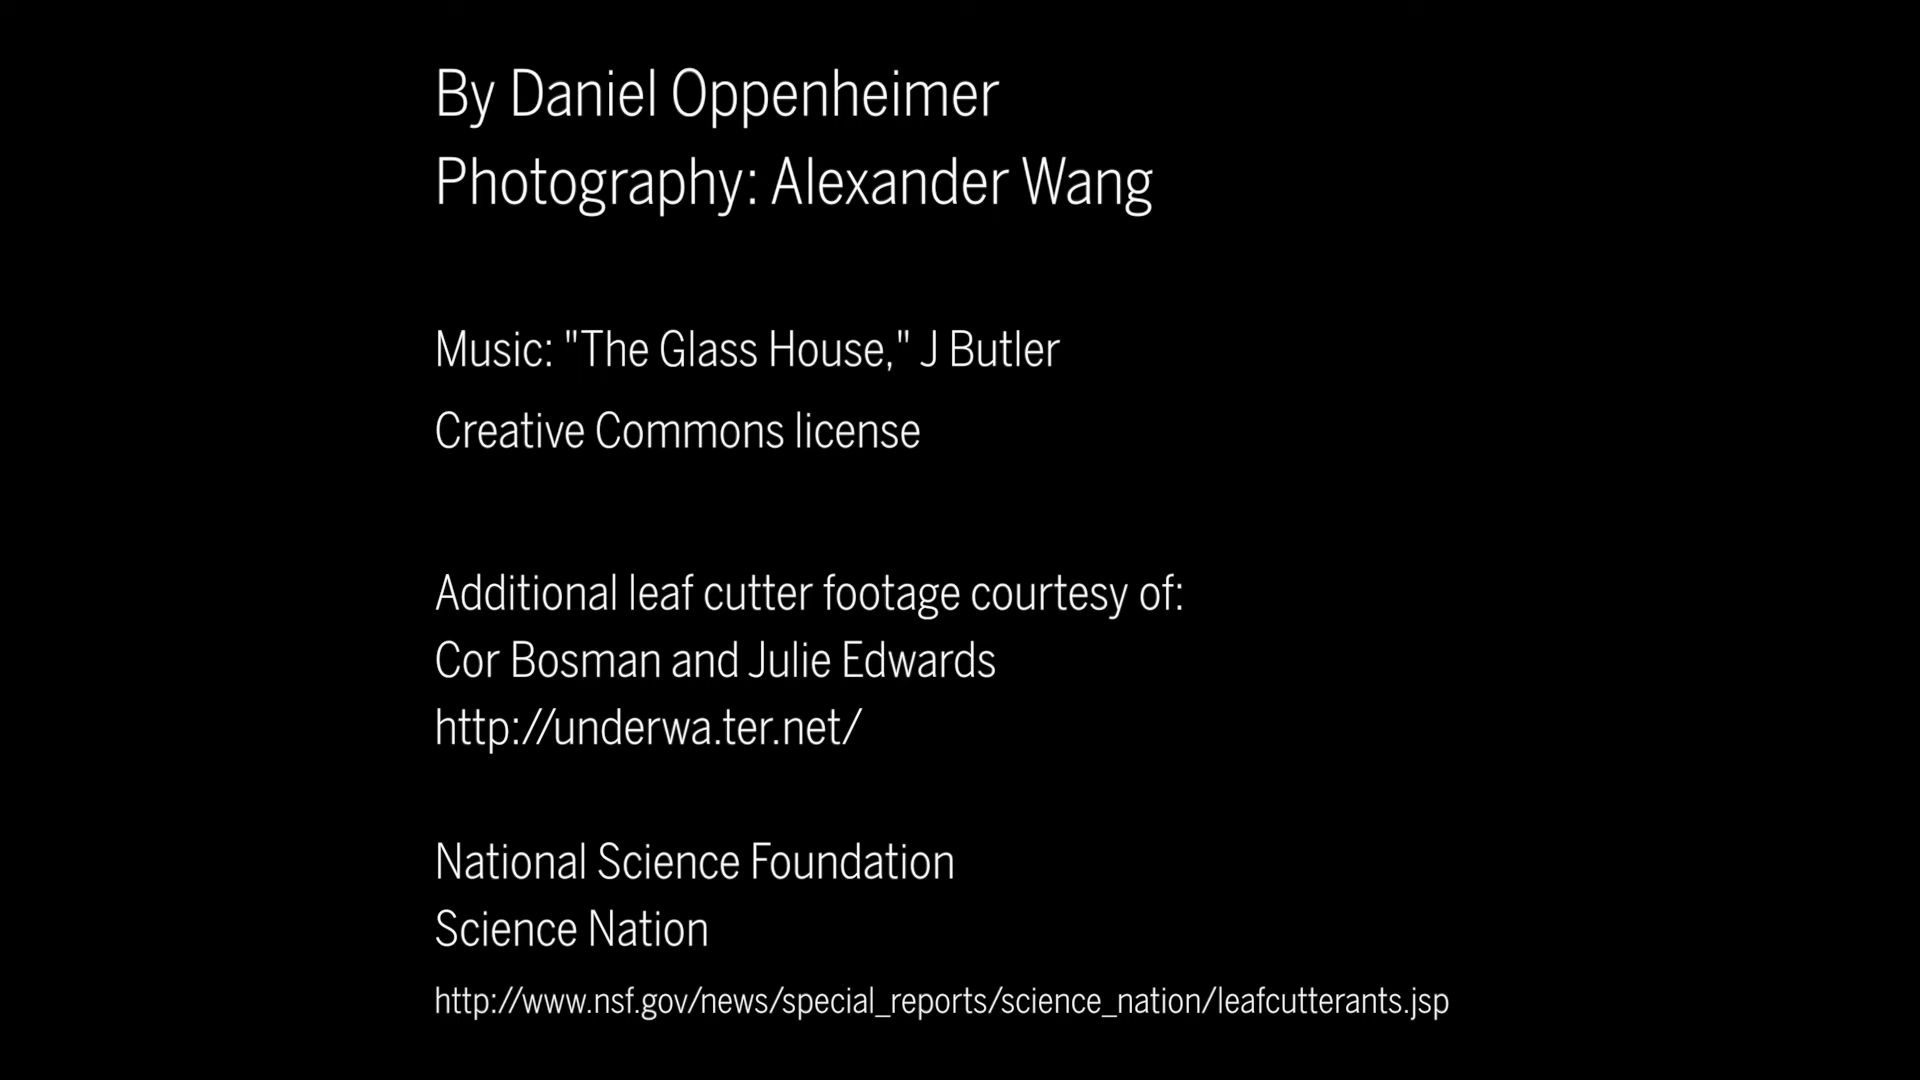 By Daniel Oppenheimer
Photography: Alexander Wang
Music: "The Glass House," J Butler
Creative Commons license
Additional leaf cutter footage courtesy of:
Cor Bosman and Julie Edwards
http://underwa.ter.net/
National Science Foundation
Science Nation
http://www.nsf.gov/news/special_reports/science_nation/leafcutterants.jsp